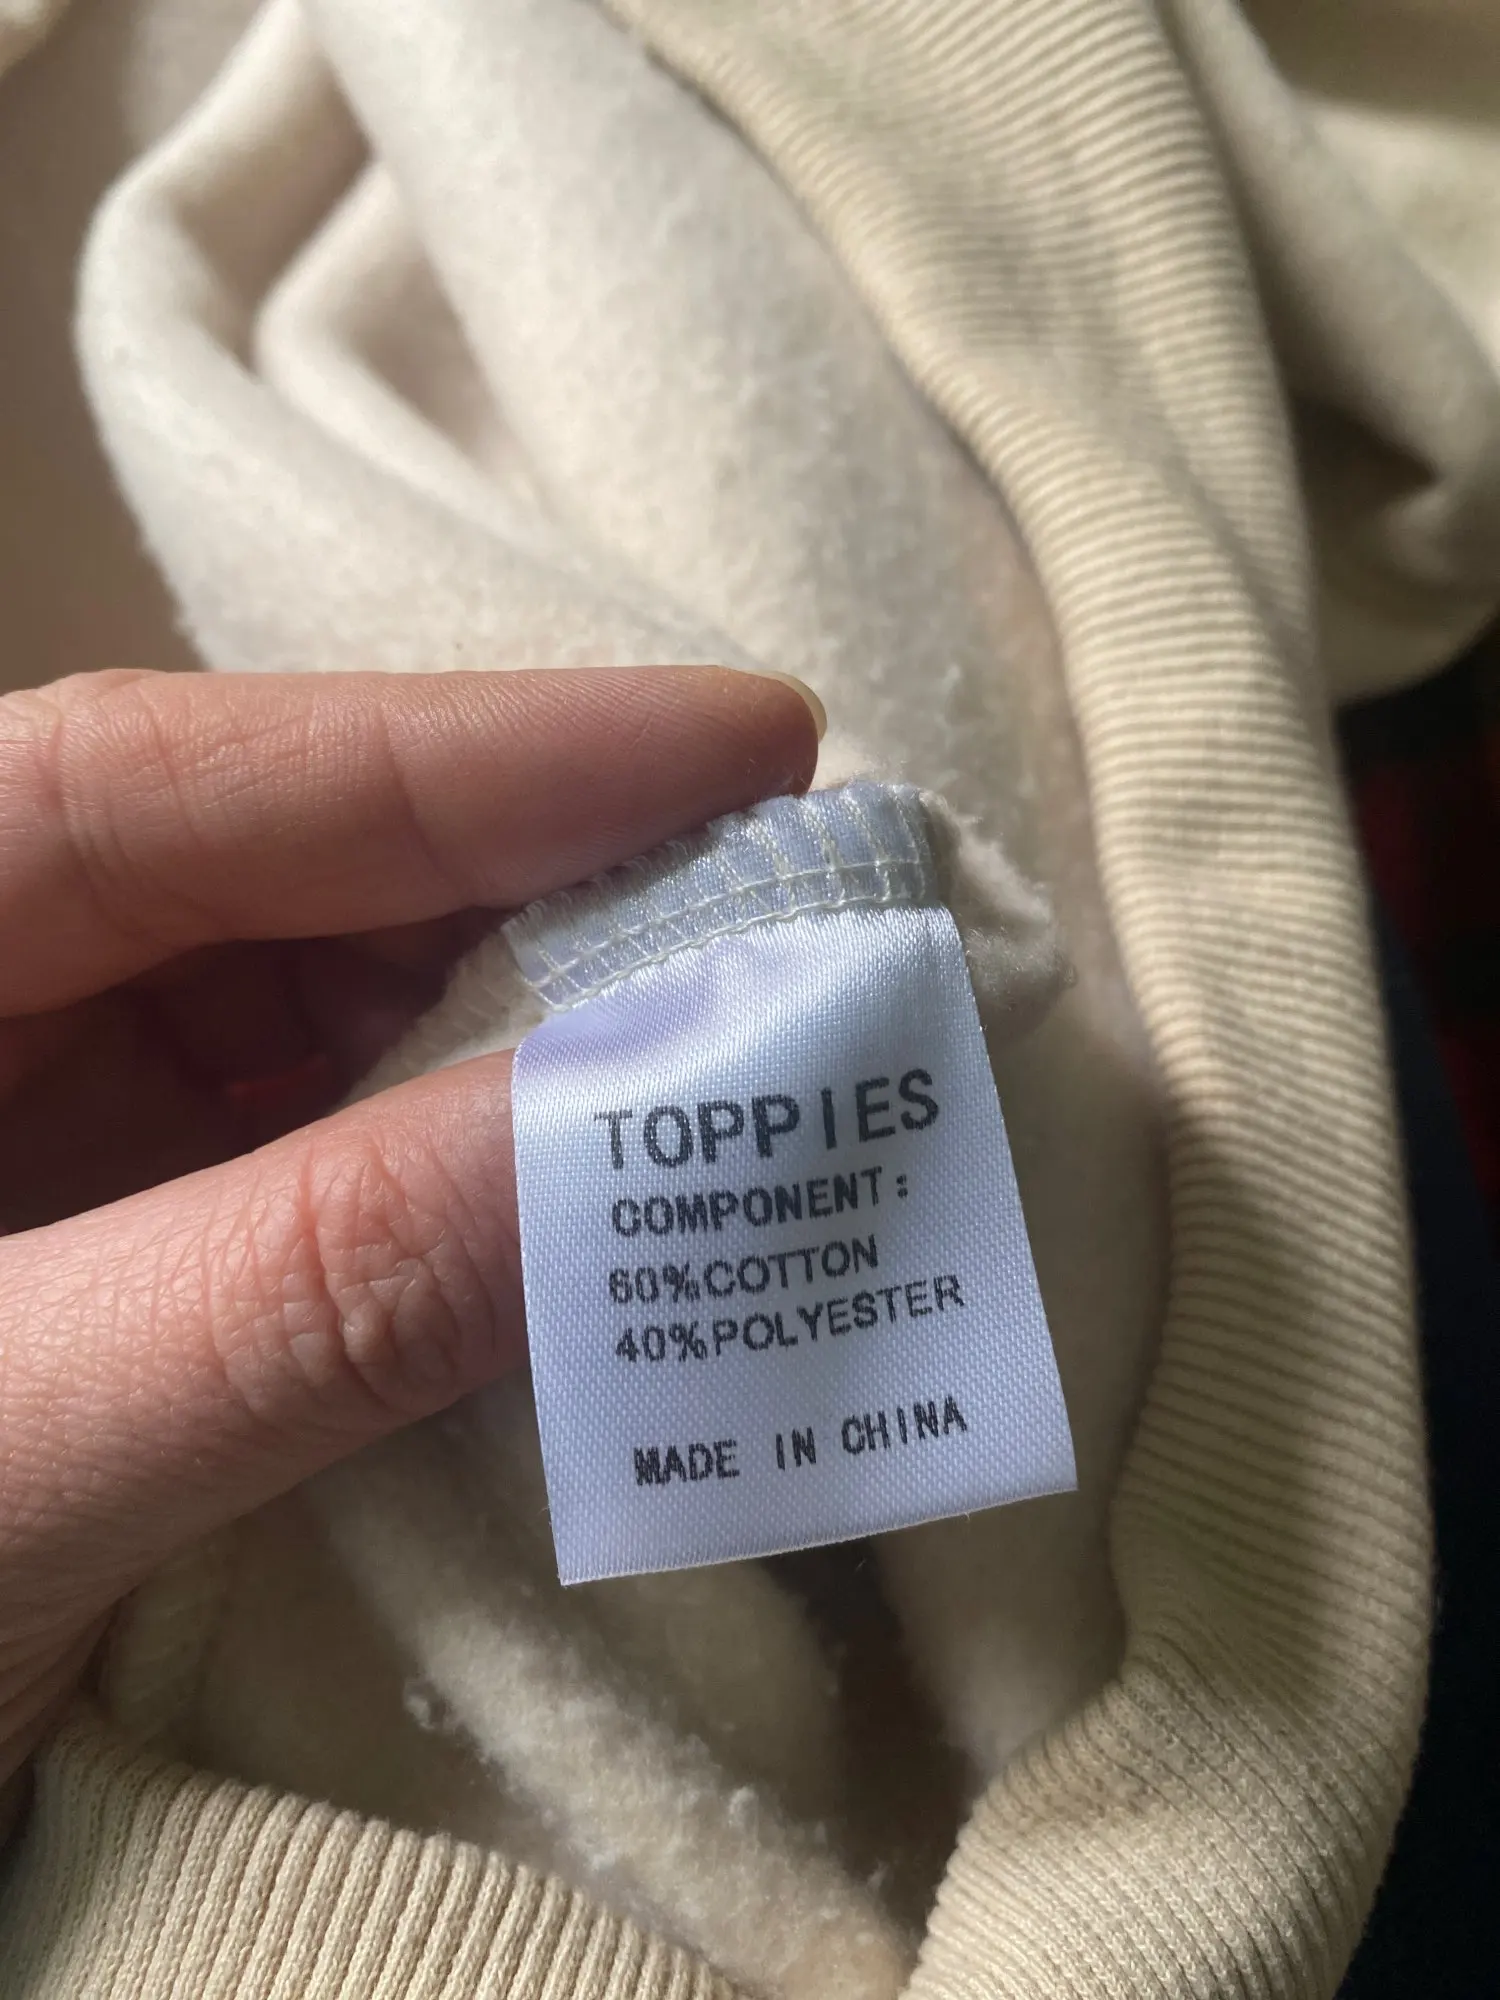 TOPPIES
COMPONENT:
60%COTTON
40%POLYESTER
MADE IN CHINA